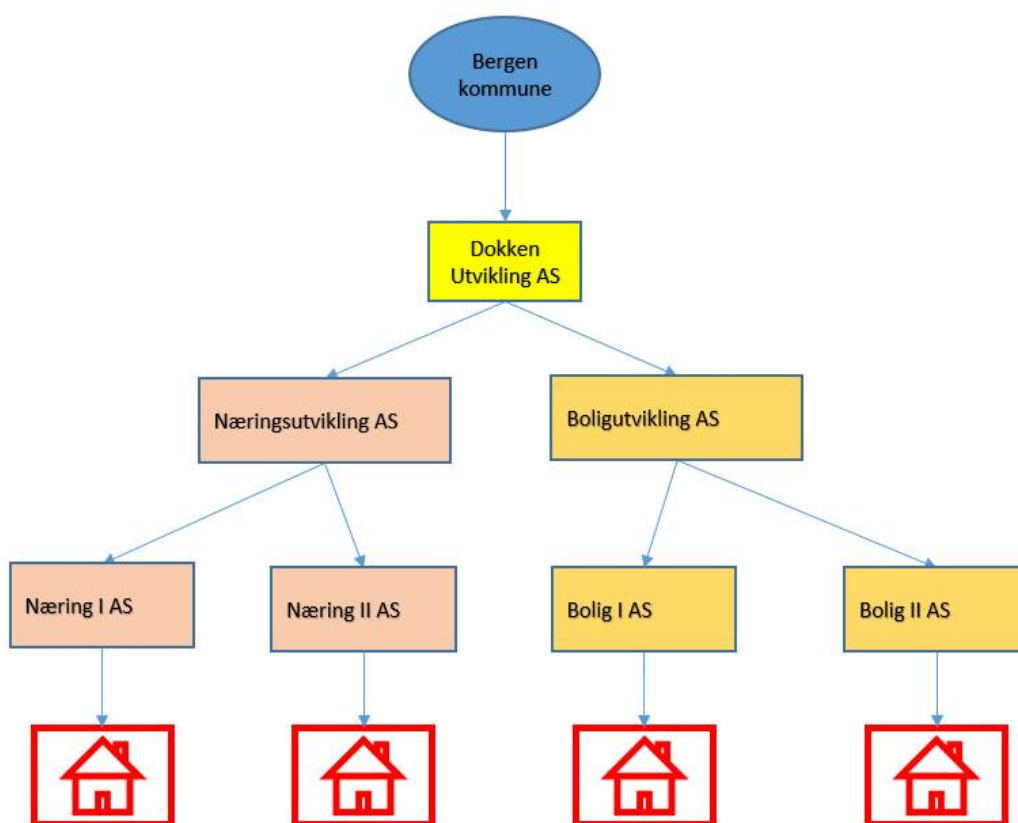 Bergen
kommune
Dokken
Utvikling AS
Næringsutvikling AS
Boligutvikling AS
Næring I AS
Næring II AS
Bolig I AS
Bolig II AS